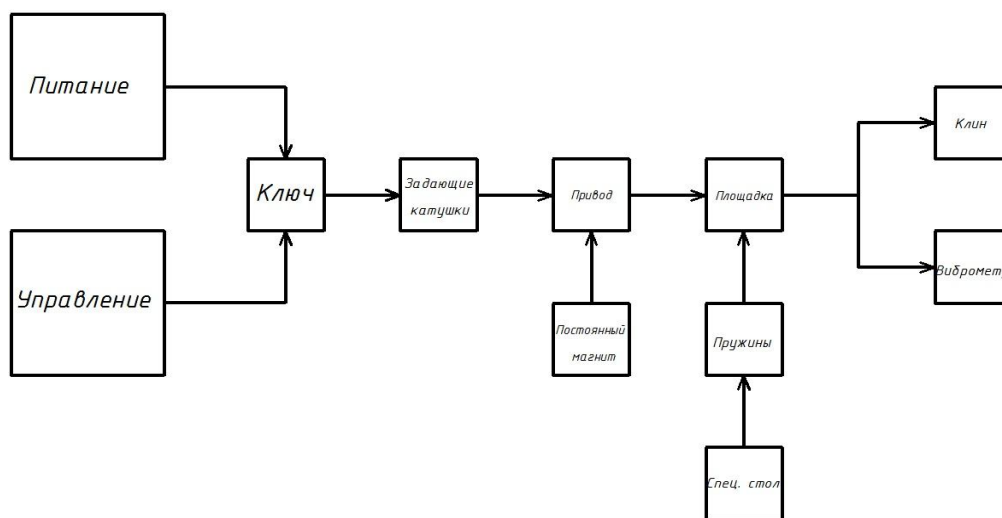 Питание
Клин
Ключ
Задающие
катушки
Привод
Площадка
Управление
Виброметр
Постоянный
магнит
Пружины
Спец. стол